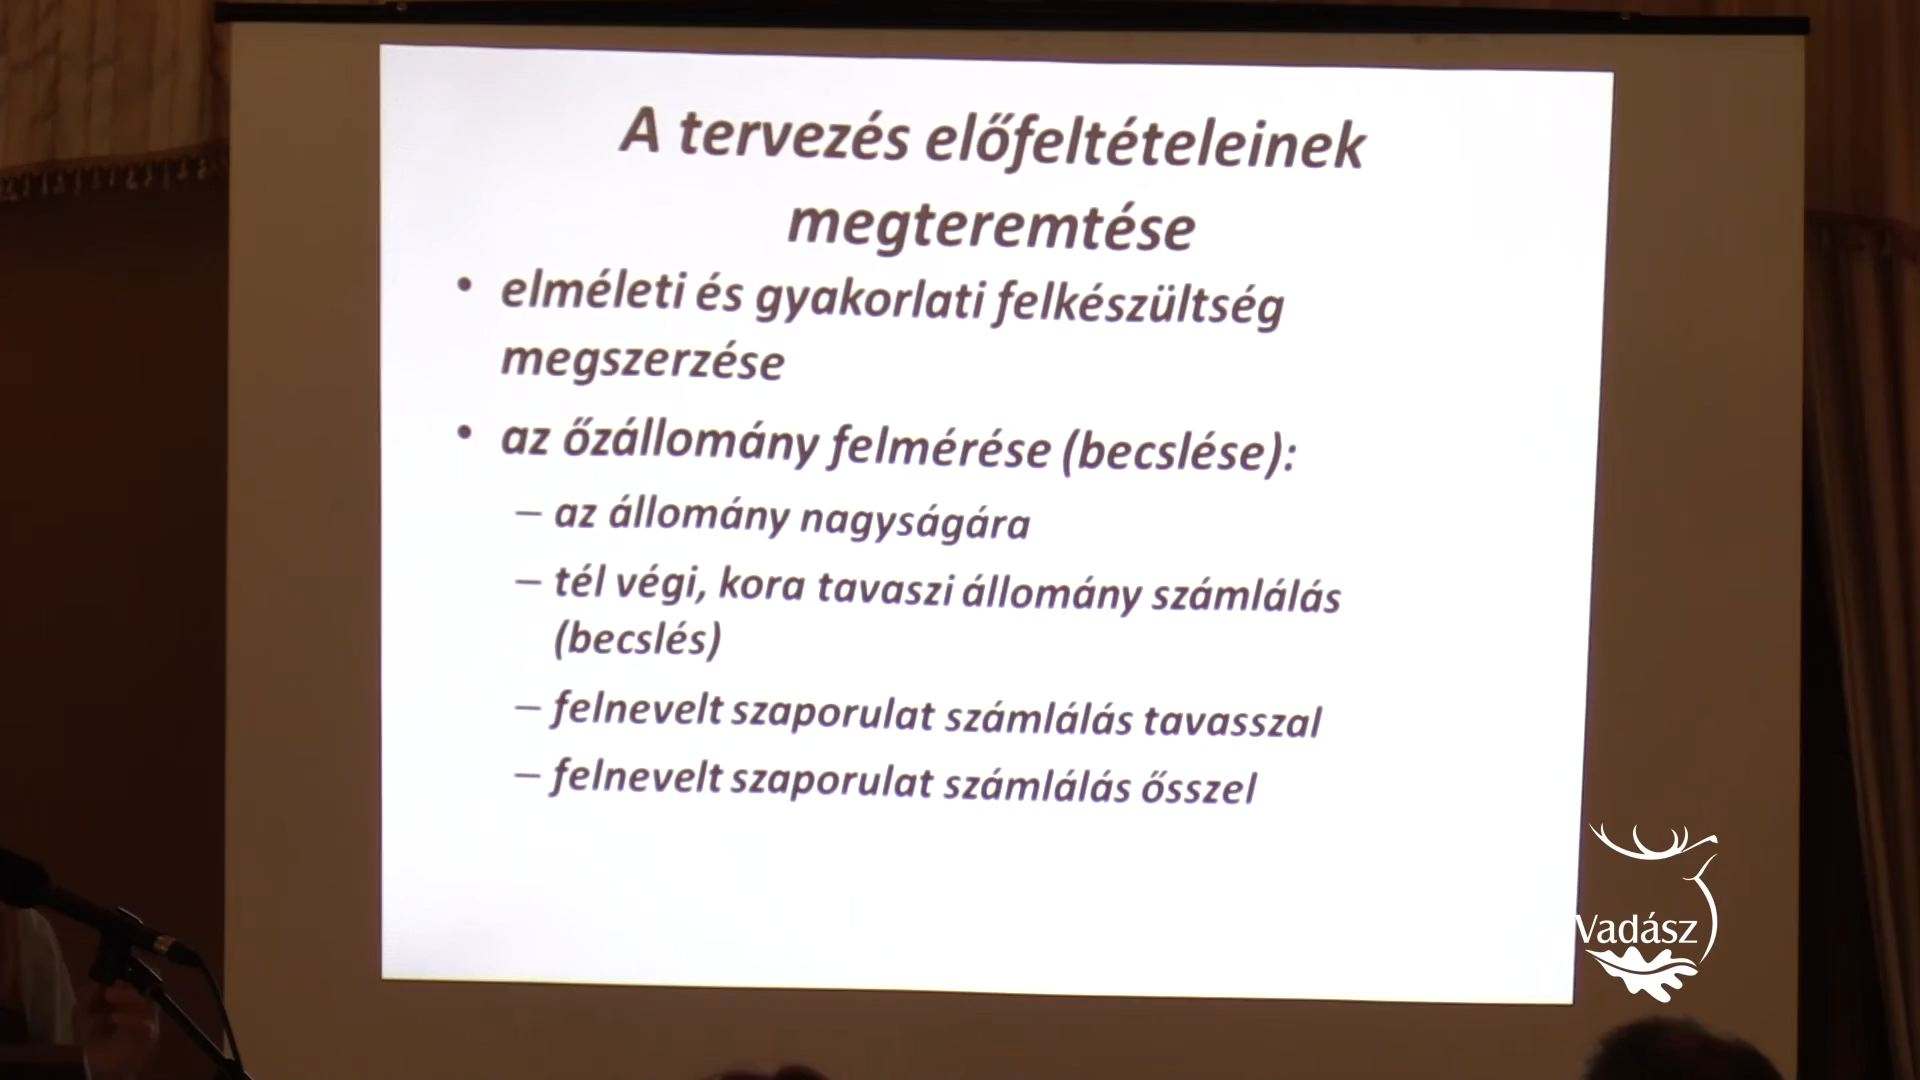 A tervezés előfeltételeinek
megteremtése
• elméleti és gyakorlati felkészültség
megszerzése
• az őzállomány felmérése (becslése):
– az állomány nagyságára
– tél végi, kora tavaszi állomány számlálás
(becslés)
– felnevelt szaporulat számlálás tavasszal
– felnevelt szaporulat számlálás ősszel
Vadász